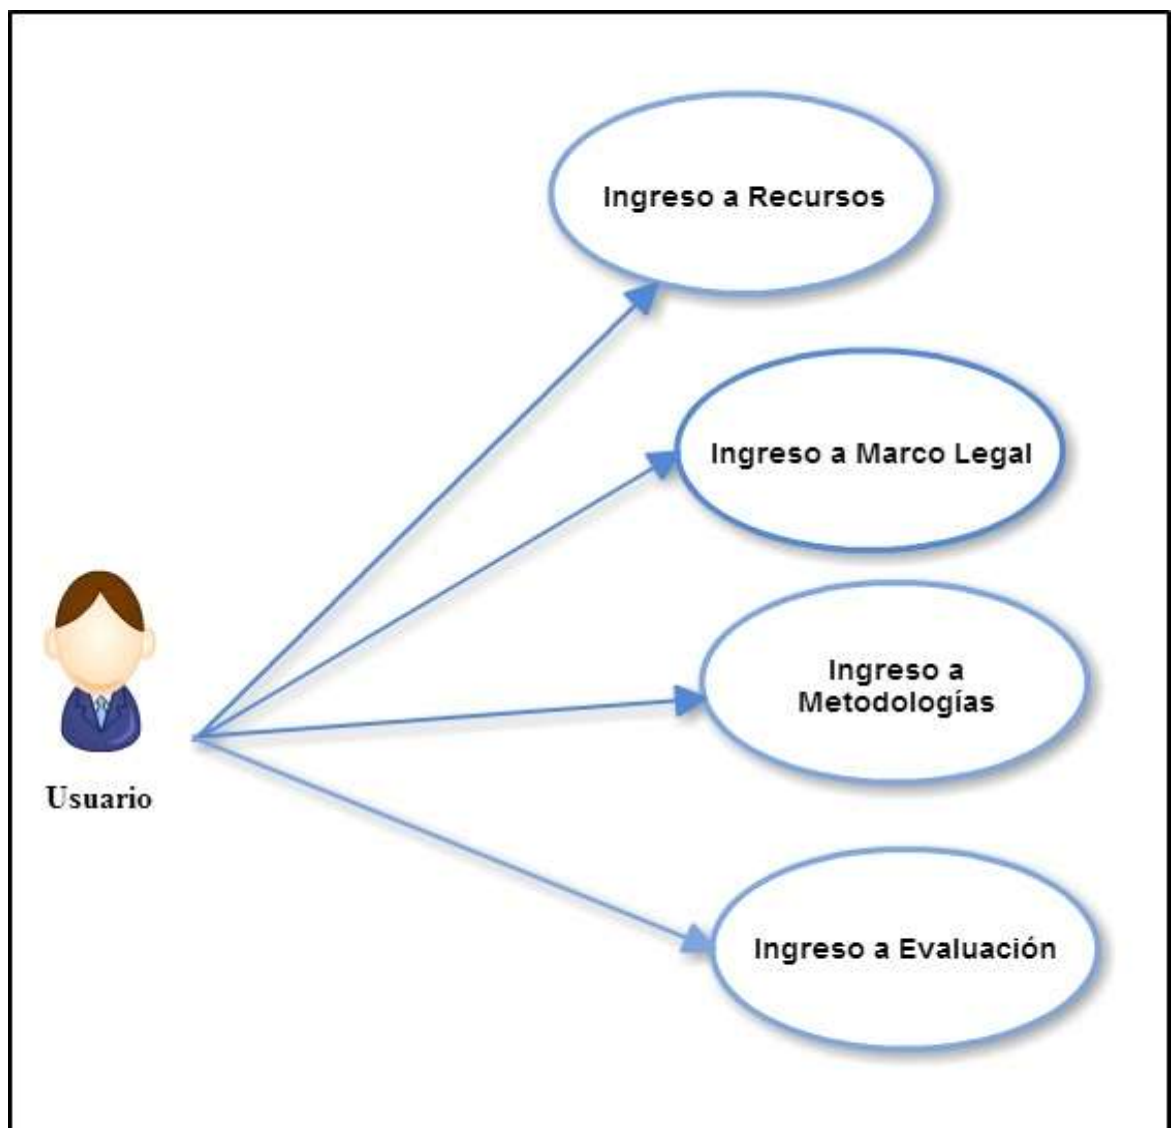 Ingreso a Recursos
Ingreso a Marco Legal
Ingreso a
Metodologías
Usuario
Ingreso a Evaluación